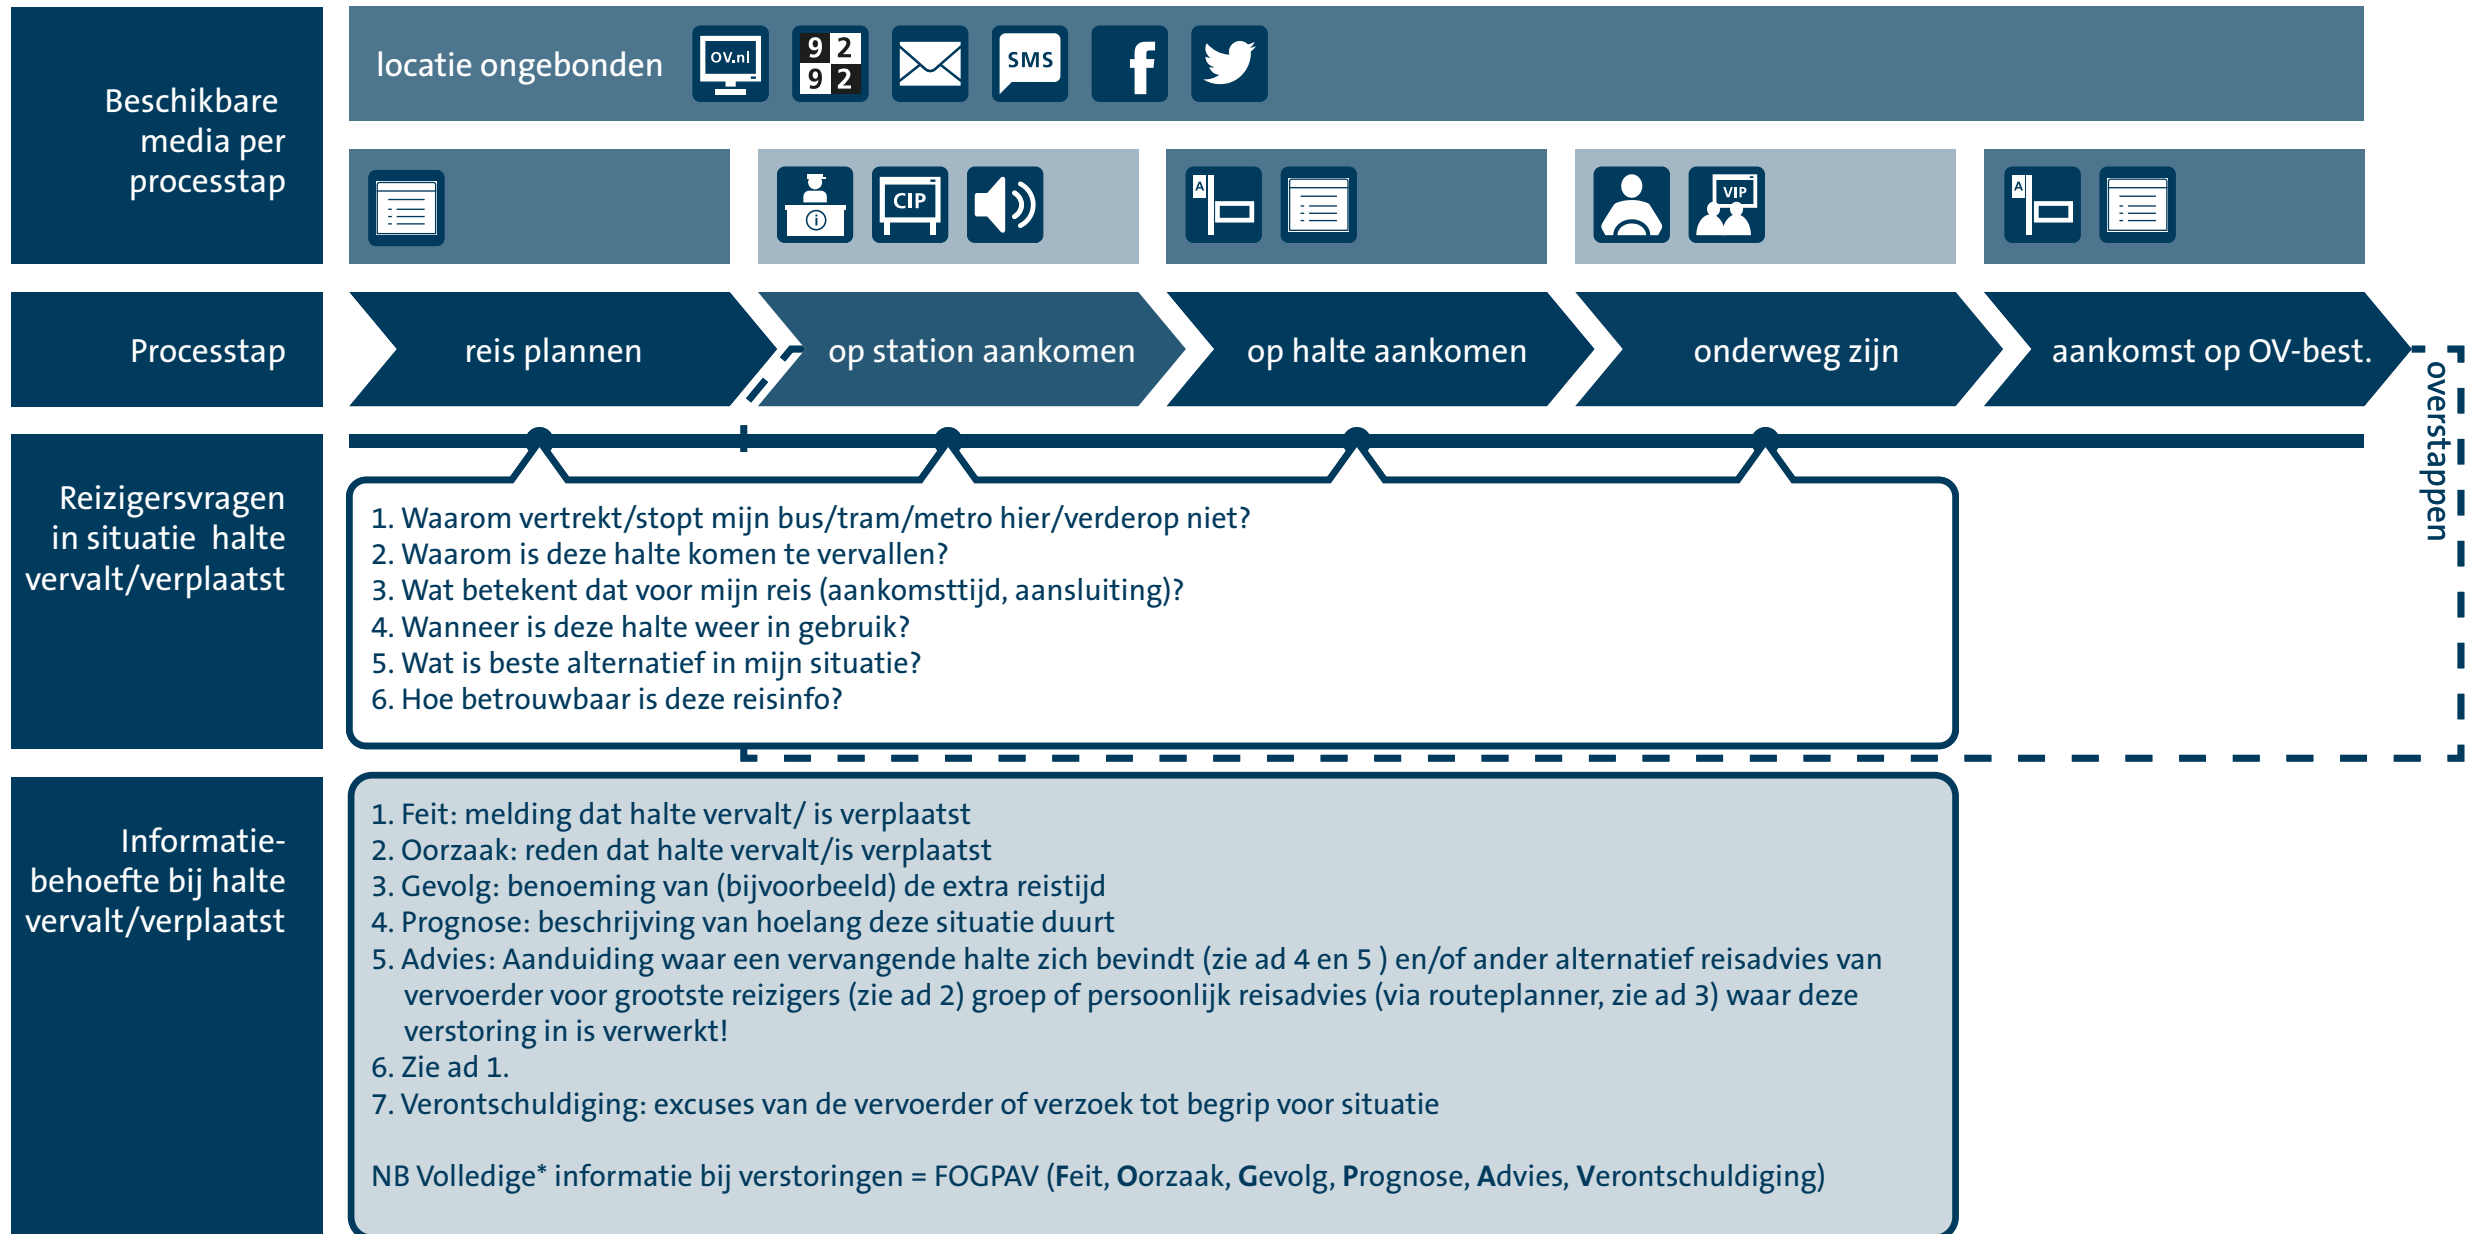 Beschikbare
media per
processtap
locatie ongebonden
OV.nl
9 2
9 2
SMS
f
i
CIP
A
VIP
A
Processtap
reis plannen
op station aankomen
op halte aankomen
onderweg zijn
aankomst op OV-best.
overstappen
Reizigersvragen
in situatie halte
vervalt/verplaatst
1. Waarom vertrekt/stopt mijn bus/tram/metro hier/verderop niet?
2. Waarom is deze halte komen te vervallen?
3. Wat betekent dat voor mijn reis (aankomsttijd, aansluiting)?
4. Wanneer is deze halte weer in gebruik?
5. Wat is beste alternatief in mijn situatie?
6. Hoe betrouwbaar is deze reisinfo?
Informatie-
behoefte bij halte
vervalt/verplaatst
1. Feit: melding dat halte vervalt/ is verplaatst
2. Oorzaak: reden dat halte vervalt/is verplaatst
3. Gevolg: benoeming van (bijvoorbeeld) de extra reistijd
4. Prognose: beschrijving van hoelang deze situatie duurt
5. Advies: Aanduiding waar een vervangende halte zich bevindt (zie ad 4 en 5 ) en/of ander alternatief reisadvies van
vervoerder voor grootste reizigers (zie ad 2) groep of persoonlijk reisadvies (via routeplanner, zie ad 3) waar deze
verstoring in is verwerkt!
6. Zie ad 1.
7. Verontschuldiging: excuses van de vervoerder of verzoek tot begrip voor situatie
NB Volledige* informatie bij verstoringen = FOGPAV (Feit, Oorzaak, Gevolg, Prognose, Advies, Verontschuldiging)